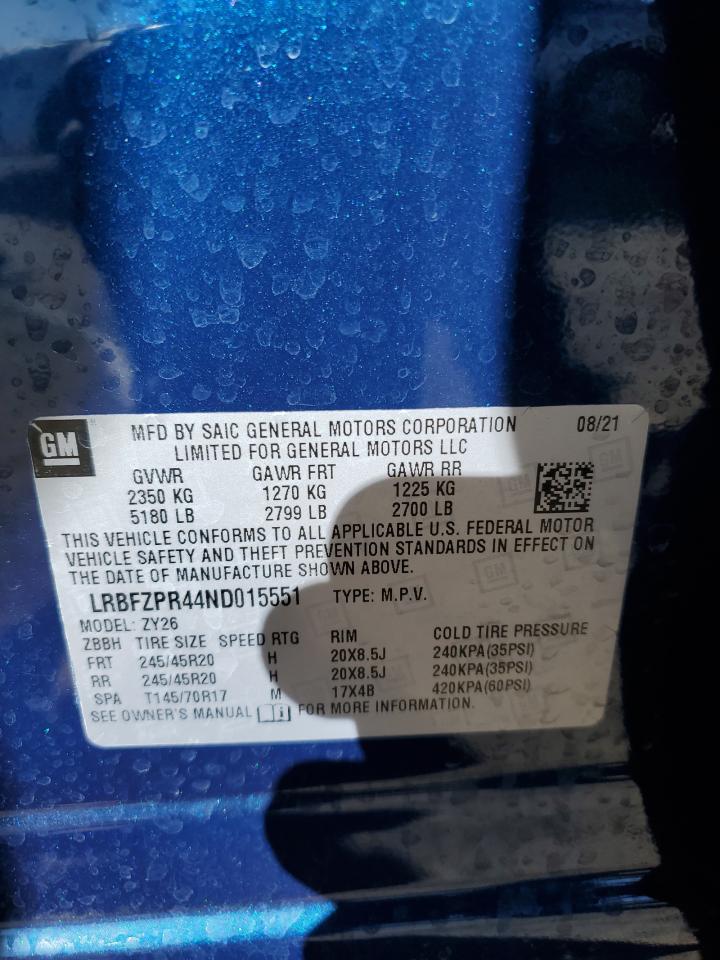 GM
MFD BY SAIC GENERAL MOTORS CORPORATION 08/21
LIMITED FOR GENERAL MOTORS LLC
GVWR GAWR FRT GAWR RR
2350 KG 1270 KG 1225 KG
5180 LB 2799 LB 2700 LB
THIS VEHICLE CONFORMS TO ALL APPLICABLE U.S. FEDERAL MOTOR
VEHICLE SAFETY AND THEFT PREVENTION STANDARDS IN EFFECT ON
THE DATE OF MANUFACTURE SHOWN ABOVE.
LRBFZPR44ND015551 TYPE: M.P.V.
MODEL: ZY26
ZBBH TIRE SIZE SPEED RTG RIM COLD TIRE PRESSURE
FRT 245/45R20 H 20X8.5J 240KPA(35PSI)
RR 245/45R20 H 20X8.5J 240KPA(35PSI)
SPA T145/70R17 M 17X4B 420KPA(60PSI)
SEE OWNER'S MANUAL FOR MORE INFORMATION.